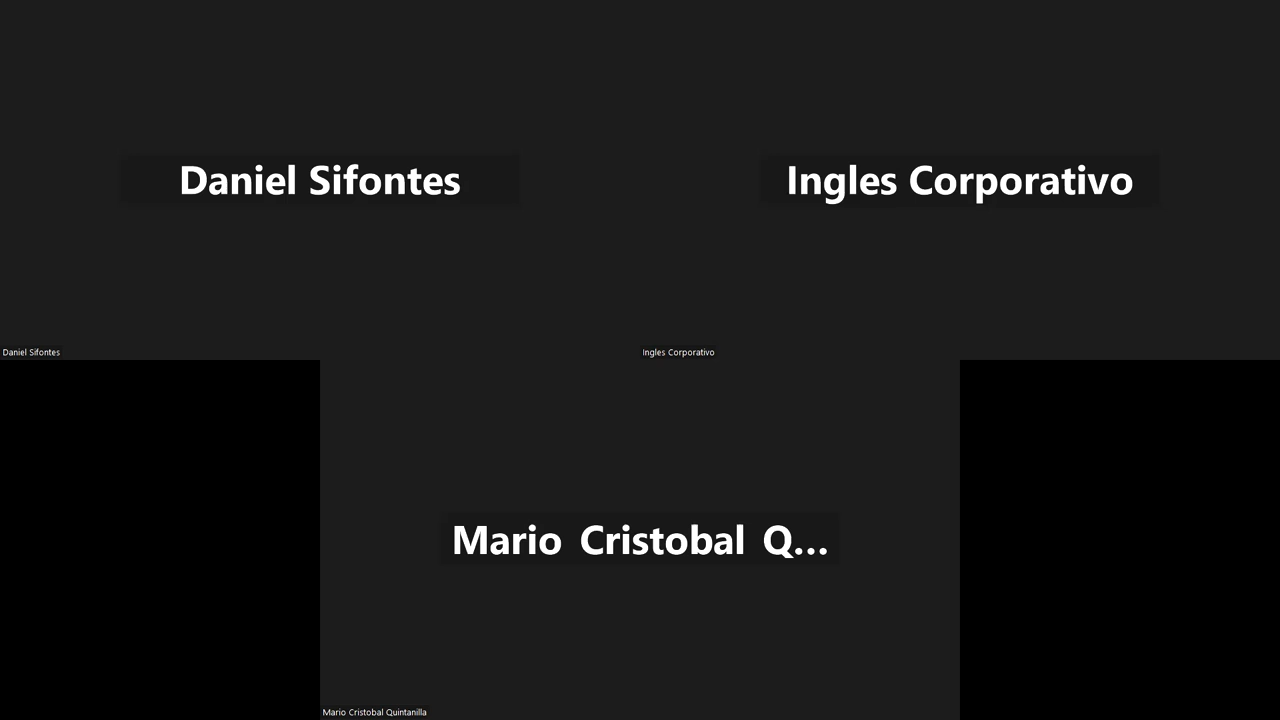 Daniel Sifontes
Ingles Corporativo
Daniel Sifontes
Ingles Corporativo
Mario Cristobal Q...
Mario Cristobal Quintanilla